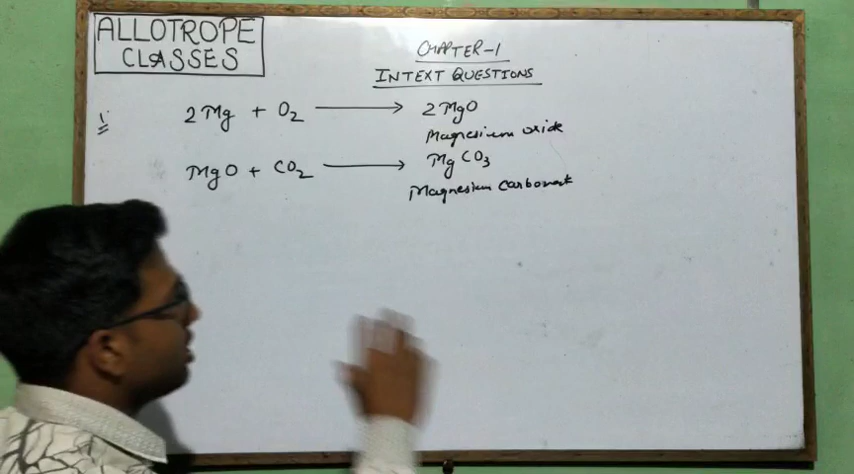 ALLOTROPE
CLASSES
CHAPTER-1
INTEXT QUESTIONS
1. 2Mg + O₂ → 2MgO
Magnesium oxide
MgO + CO₂ → MgCO₃
Magnesium carbonat